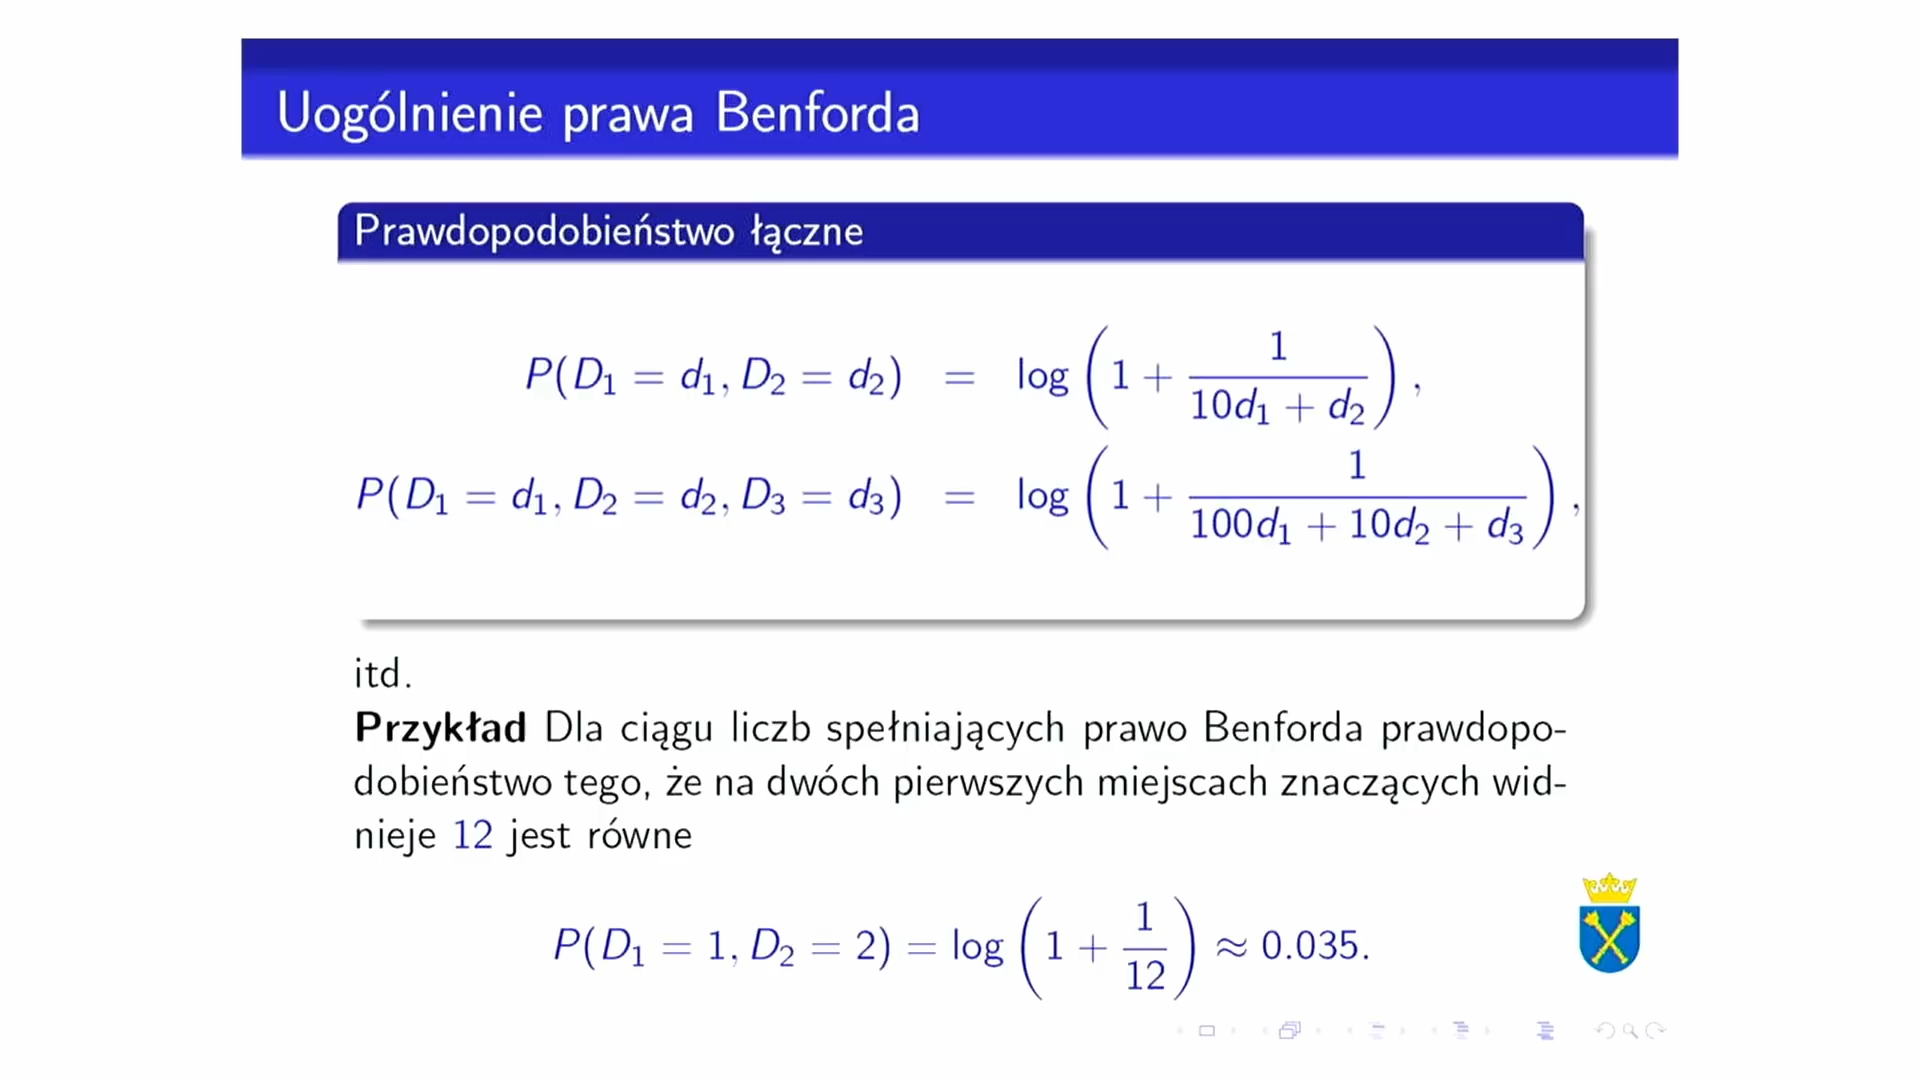 Uogólnienie prawa Benforda
Prawdopodobieństwo łączne
P(D₁ = d₁, D₂ = d₂) = log(1 + 1/(10d₁ + d₂)),
P(D₁ = d₁, D₂ = d₂, D₃ = d₃) = log(1 + 1/(100d₁ + 10d₂ + d₃)),
itd.
Przykład Dla ciągu liczb spełniających prawo Benforda prawdopo-
dobieństwo tego, że na dwóch pierwszych miejscach znaczących wid-
nieje 12 jest równe
P(D₁ = 1, D₂ = 2) = log(1 + 1/12) ≈ 0.035.